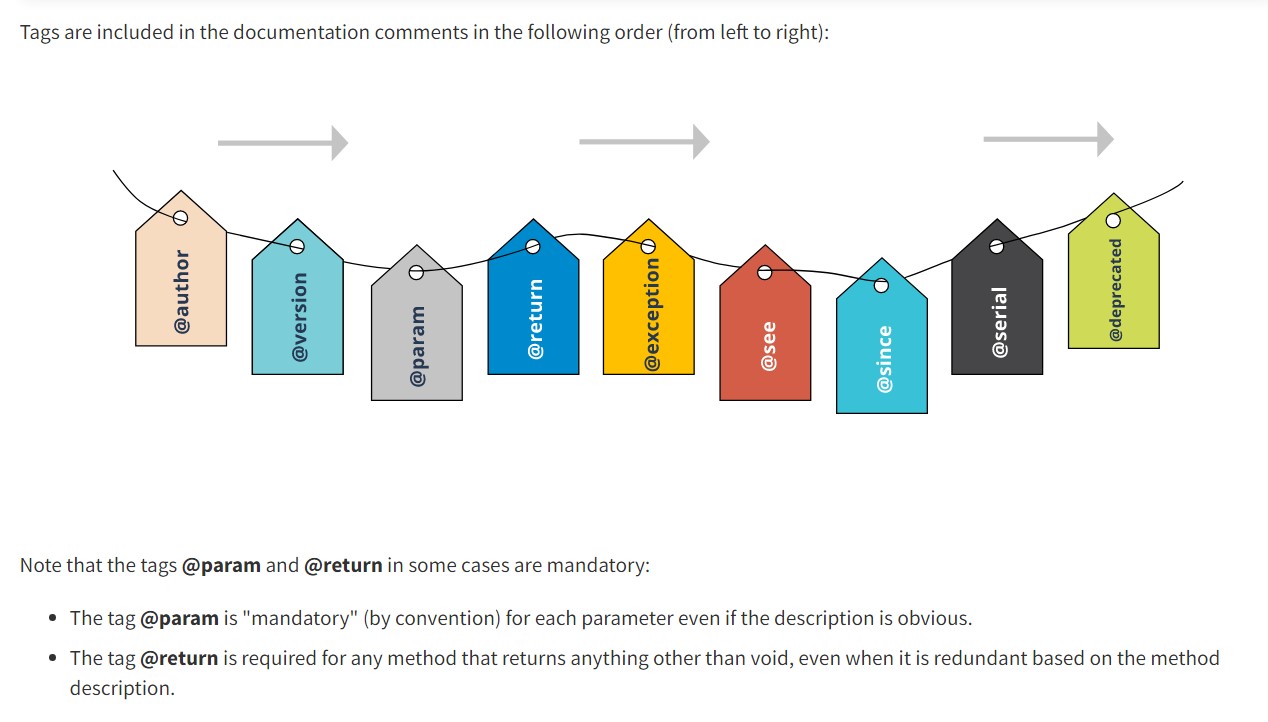 Tags are included in the documentation comments in the following order (from left to right):
@author
@version
@param
@return
@exception
@see
@since
@serial
@deprecated
Note that the tags @param and @return in some cases are mandatory:
• The tag @param is "mandatory" (by convention) for each parameter even if the description is obvious.
• The tag @return is required for any method that returns anything other than void, even when it is redundant based on the method
description.